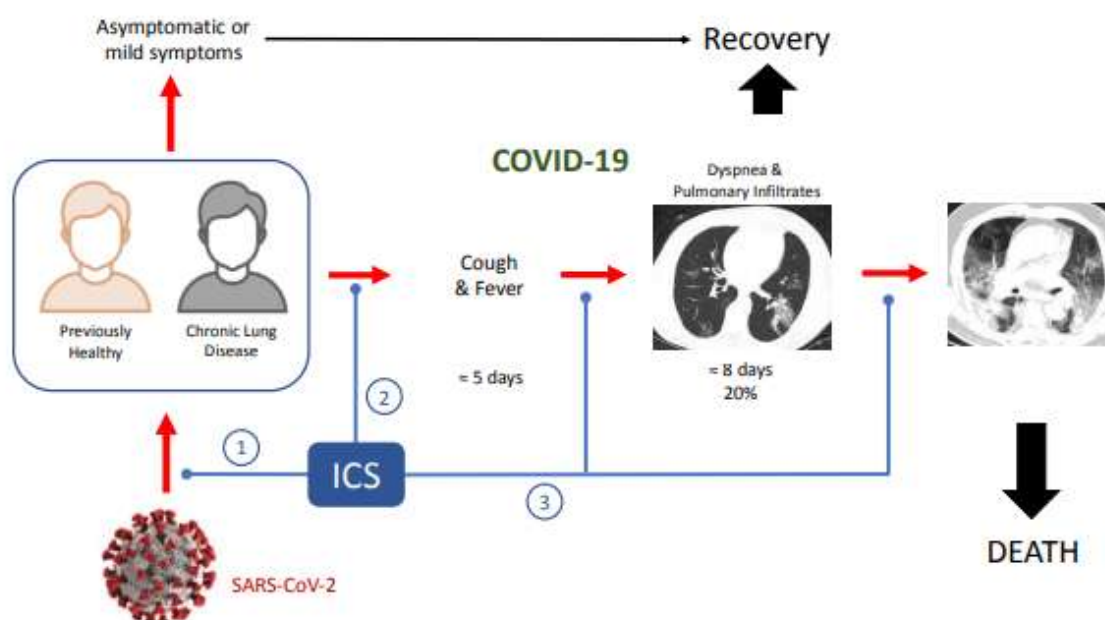 Asymptomatic or
mild symptoms
Recovery
COVID-19
Dyspnea &
Pulmonary Infiltrates
Cough
& Fever
Previously
Healthy
Chronic Lung
Disease
≈ 5 days
≈ 8 days
20%
2
1
ICS
3
SARS-CoV-2
DEATH